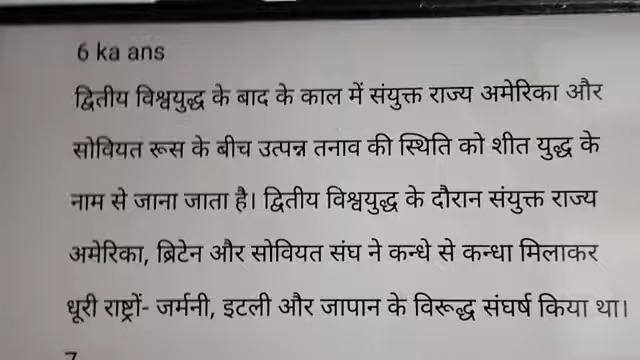 6 ka ans
द्वितीय विश्वयुद्ध के बाद के काल में संयुक्त राज्य अमेरिका और
सोवियत रूस के बीच उत्पन्न तनाव की स्थिति को शीत युद्ध के
नाम से जाना जाता है। द्वितीय विश्वयुद्ध के दौरान संयुक्त राज्य
अमेरिका, ब्रिटेन और सोवियत संघ ने कन्धे से कन्धा मिलाकर
धूरी राष्ट्रों- जर्मनी, इटली और जापान के विरूद्ध संघर्ष किया था।
7